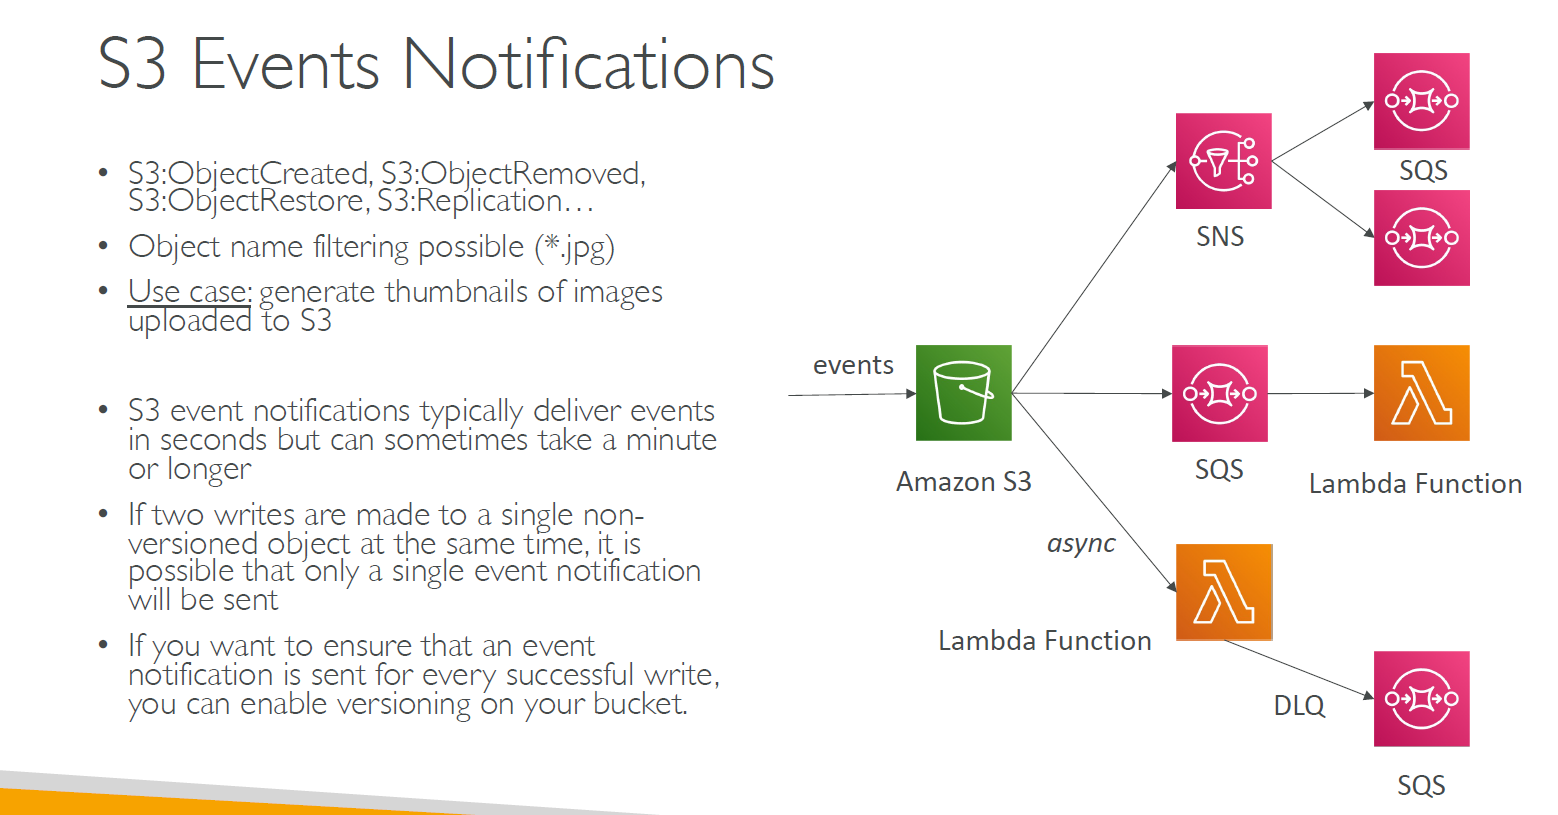 S3 Events Notifications
• S3:ObjectCreated, S3:ObjectRemoved,
S3:ObjectRestore, S3:Replication…
• Object name filtering possible (*.jpg)
• Use case: generate thumbnails of images
uploaded to S3
• S3 event notifications typically deliver events
in seconds but can sometimes take a minute
or longer
• If two writes are made to a single non-
versioned object at the same time, it is
possible that only a single event notification
will be sent
• If you want to ensure that an event
notification is sent for every successful write,
you can enable versioning on your bucket.
events
Amazon S3
SNS
SQS
SQS
Lambda Function
async
Lambda Function
DLQ
SQS